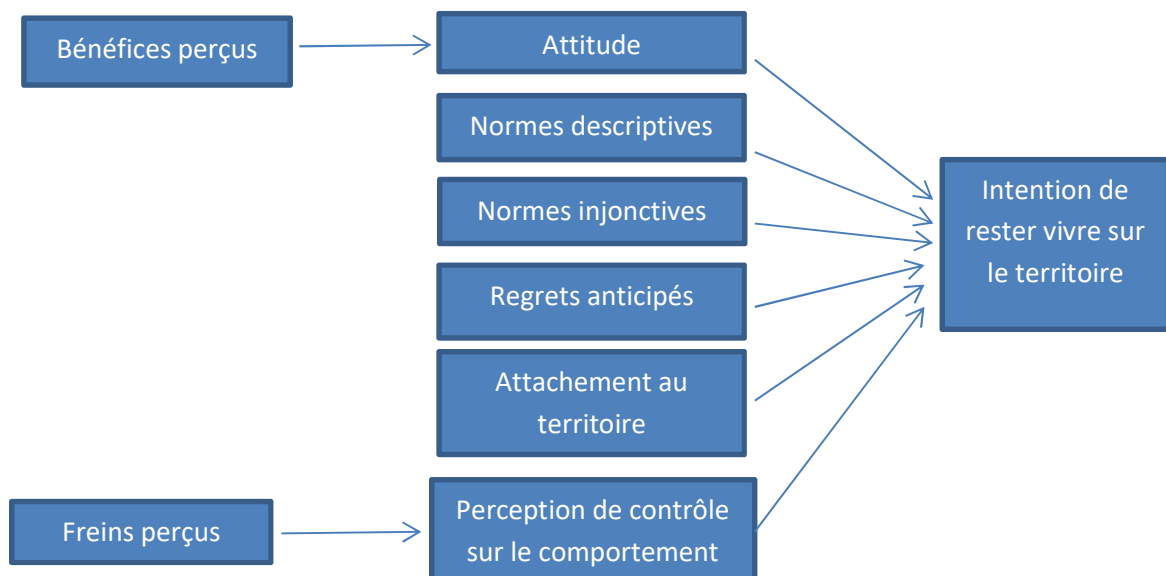 Bénéfices perçus
Attitude
Normes descriptives
Normes injonctives
Regrets anticipés
Attachement au
territoire
Freins perçus
Perception de contrôle
sur le comportement
Intention de
rester vivre sur
le territoire